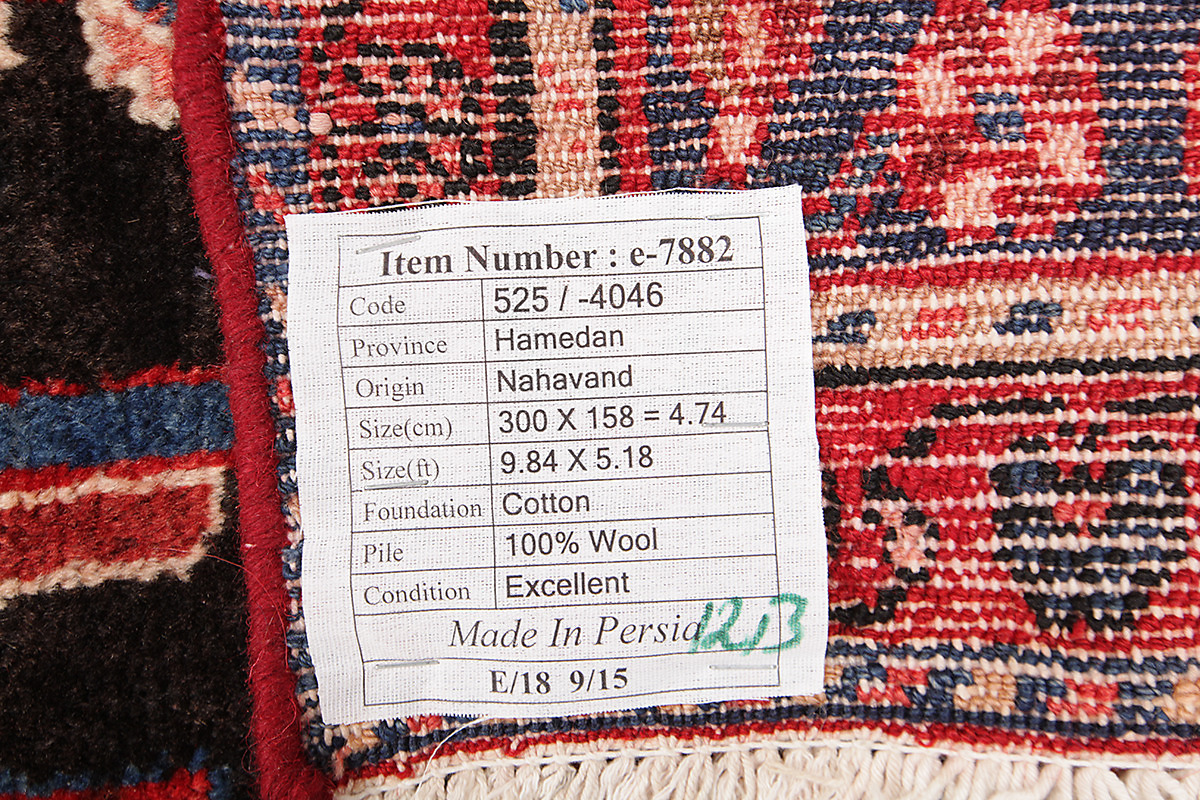 Item Number : e-7882
Code 525 / -4046
Province Hamedan
Origin Nahavand
Size(cm) 300 X 158 = 4.74
Size(ft) 9.84 X 5.18
Foundation Cotton
Pile 100% Wool
Condition Excellent
Made In Persia
E/18 9/15